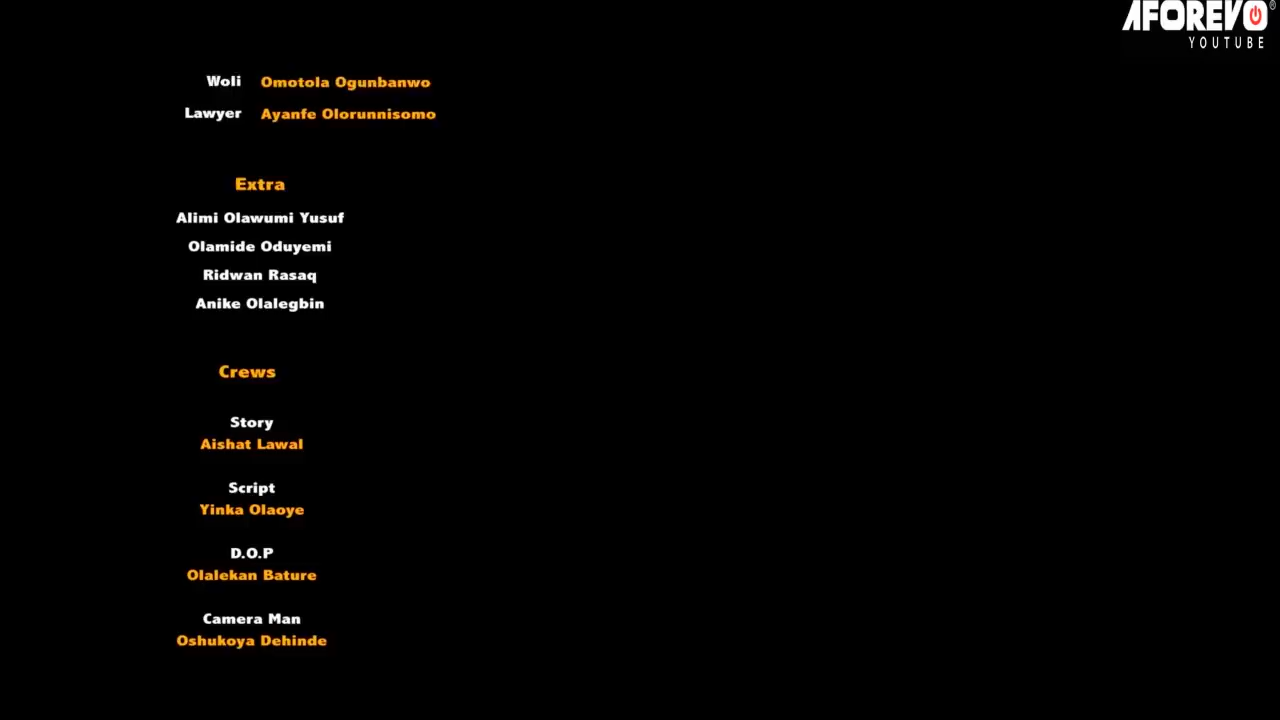 AFOREVO®
YOUTUBE
Woli Omotola Ogunbanwo
Lawyer Ayanfe Olorunnisomo
Extra
Alimi Olawumi Yusuf
Olamide Oduyemi
Ridwan Rasaq
Anike Olalegbin
Crews
Story
Aishat Lawal
Script
Yinka Olaoye
D.O.P
Olalekan Bature
Camera Man
Oshukoya Dehinde